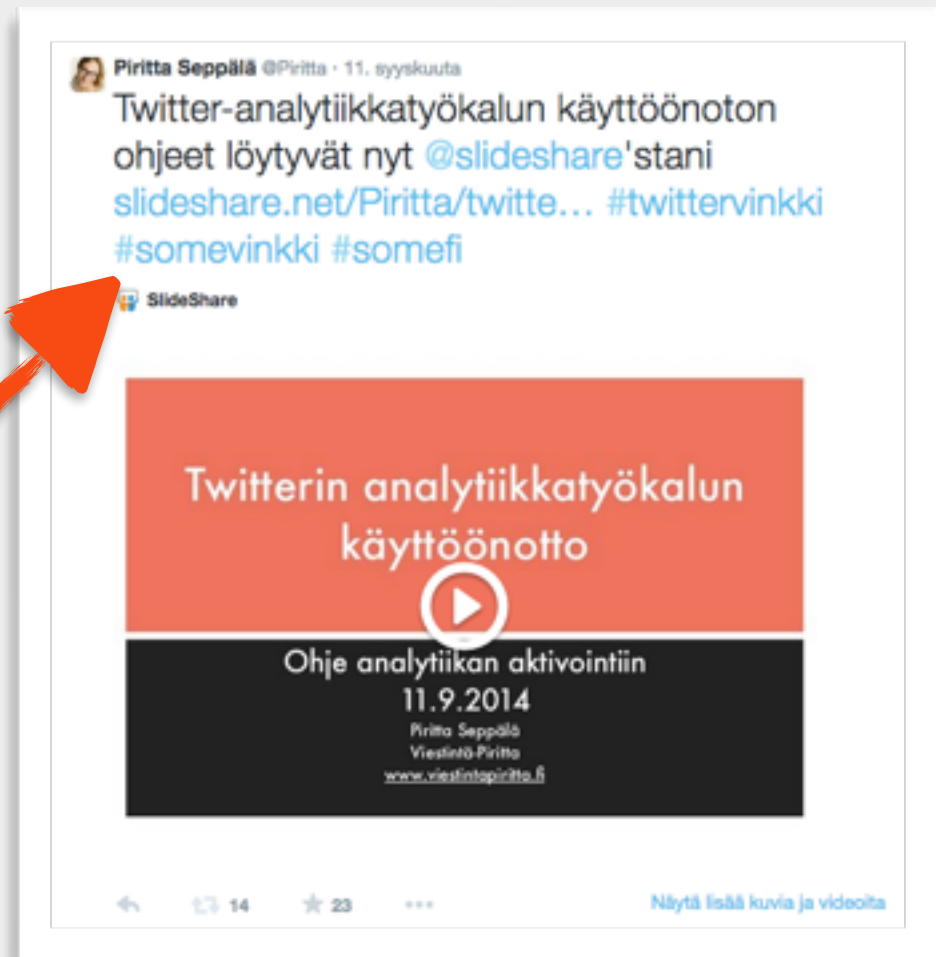 Piritta Seppälä @Piritta · 11. syyskuuta
Twitter-analytiikkatyökalun käyttöönoton
ohjeet löytyvät nyt @slideshare'stani
slideshare.net/Piritta/twitte… #twittervinkki
#somevinkki #somefi
SlideShare
Twitterin analytiikkatyökalun
käyttöönotto
Ohje analytiikan aktivointiin
11.9.2014
Piritta Seppälä
Viestintä-Piritta
www.viestintapiritta.fi
14 23
Näytä lisää kuvia ja videoita